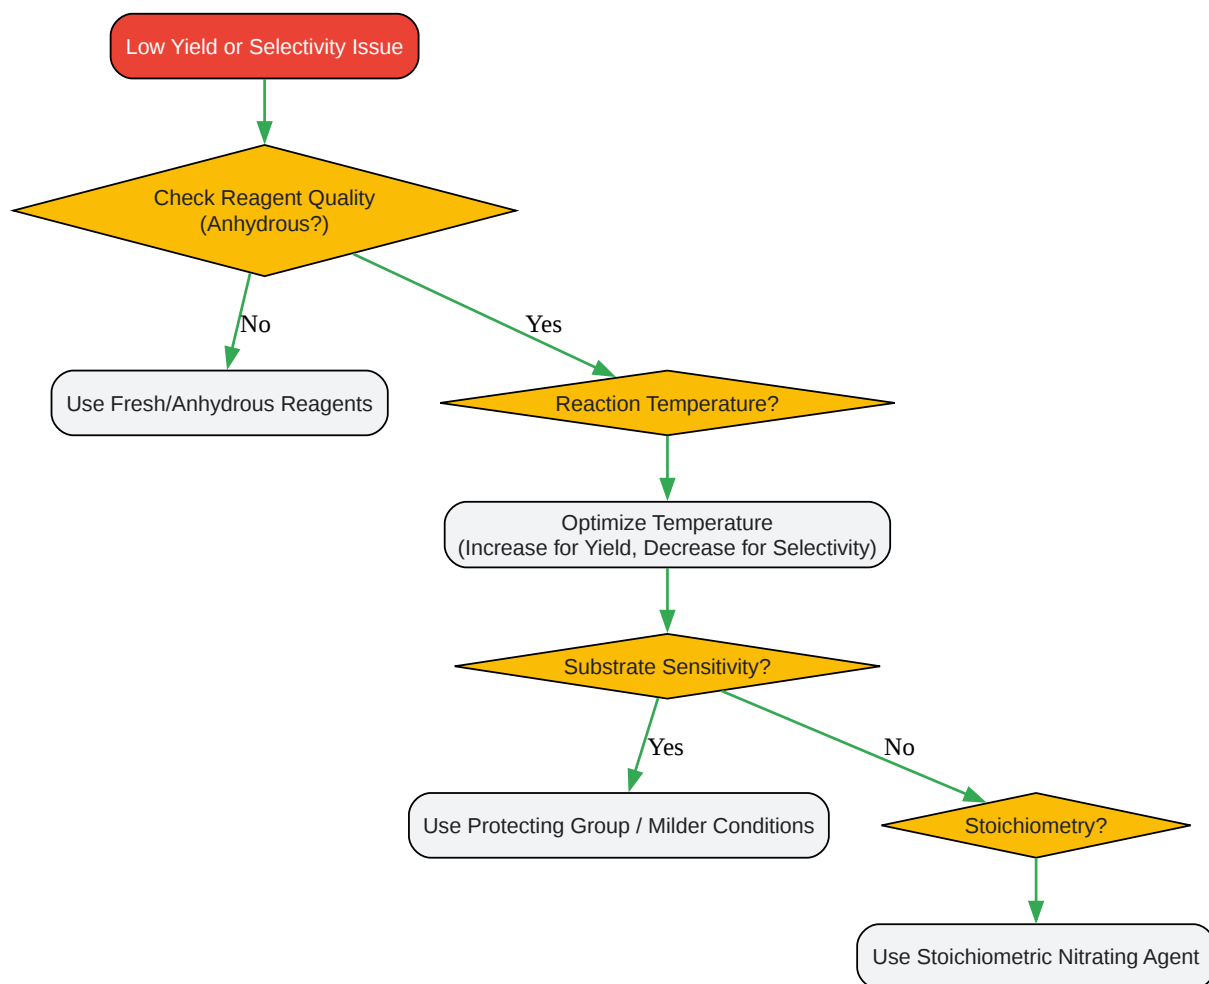 Low Yield or Selectivity Issue
Check Reagent Quality
(Anhydrous?)
No
Yes
Use Fresh/Anhydrous Reagents
Reaction Temperature?
Optimize Temperature
(Increase for Yield, Decrease for Selectivity)
Substrate Sensitivity?
Yes
No
Use Protecting Group / Milder Conditions
Stoichiometry?
Use Stoichiometric Nitrating Agent